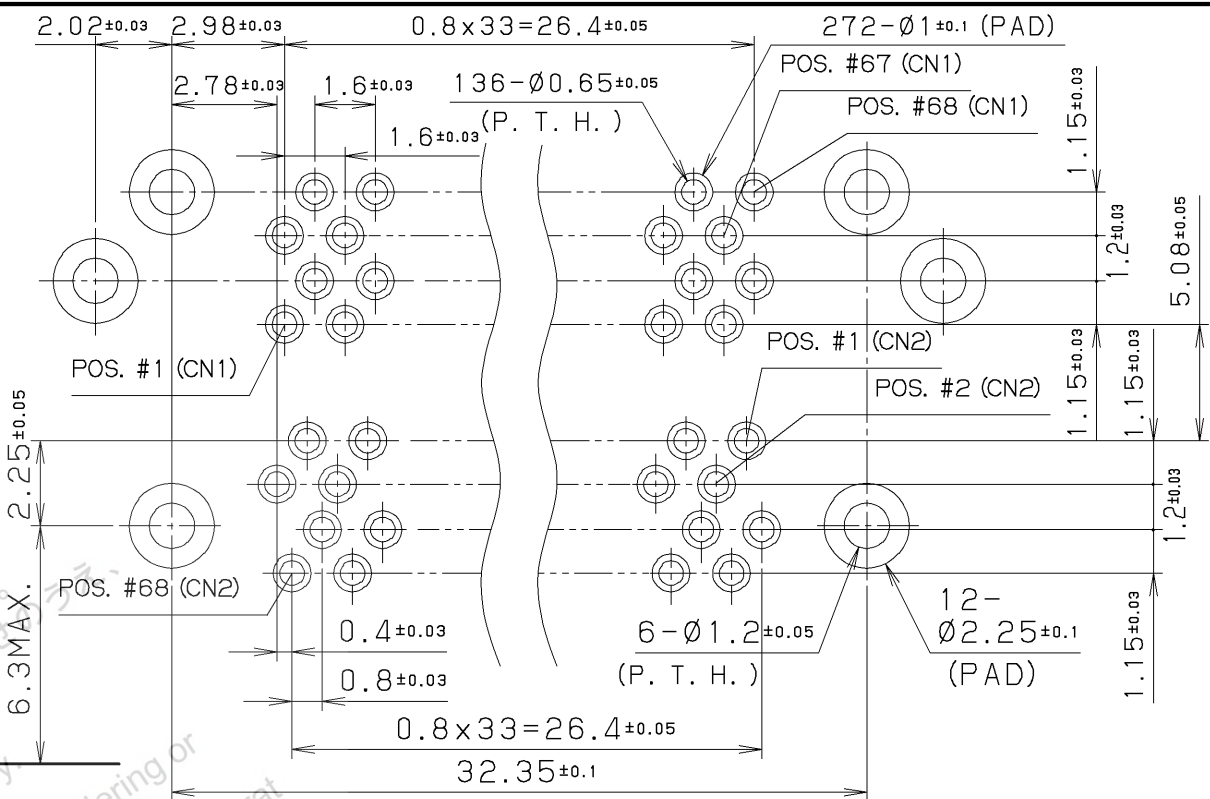 2.02±0.03
2.98±0.03
0.8x33=26.4±0.05
272-Ø1±0.1 (PAD)
POS. #67 (CN1)
2.78±0.03
1.6±0.03
136-Ø0.65±0.05
(P. T. H. )
POS. #68 (CN1)
1.6±0.03
1.15±0.03
1.2±0.03
5.08±0.05
POS. #1 (CN1)
POS. #1 (CN2)
POS. #2 (CN2)
1.15±0.03
1.15±0.03
2.25±0.05
1.2±0.03
POS. #68 (CN2)
6.3MAX.
0.4±0.03
0.8±0.03
6-Ø1.2±0.05
(P. T. H. )
12-
Ø2.25±0.1
(PAD)
1.15±0.03
0.8x33=26.4±0.05
32.35±0.1
のうえ、
y.
dering or
rat